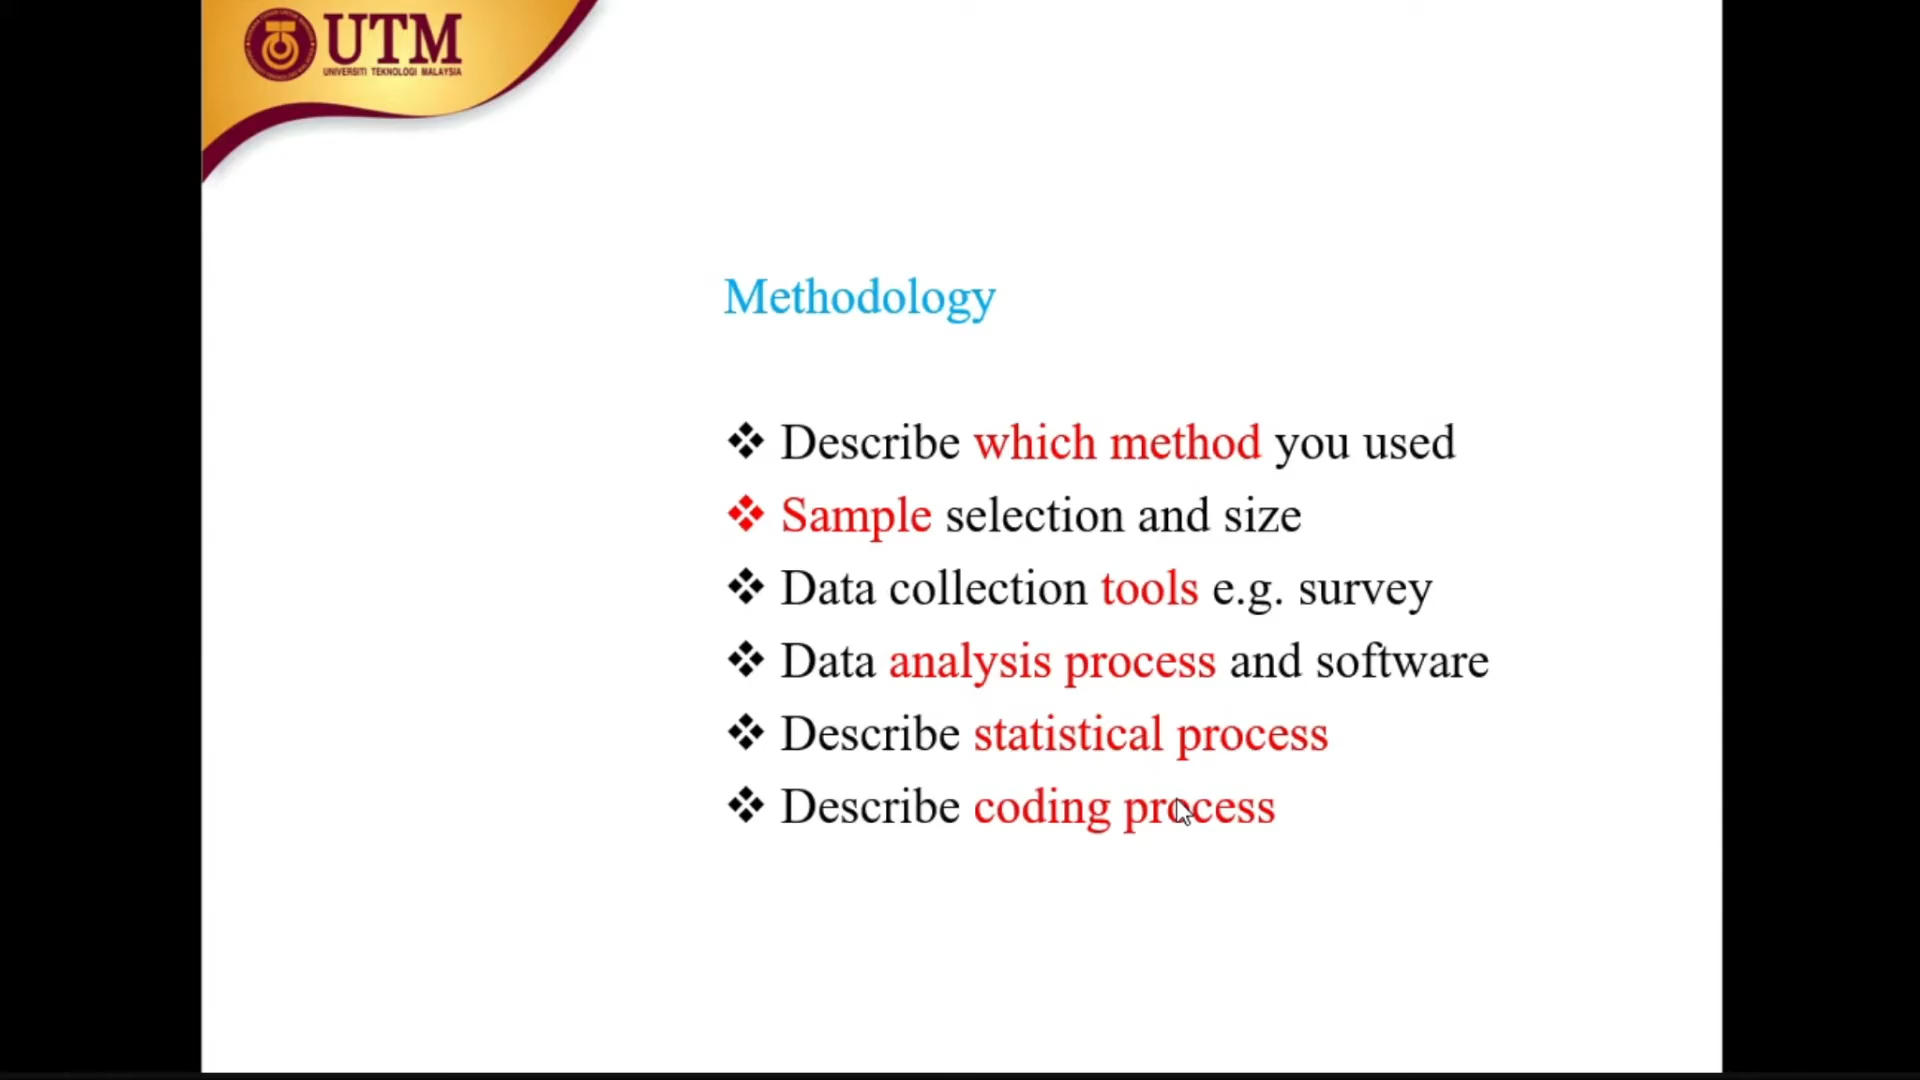 UTM
UNIVERSITI TEKNOLOGI MALAYSIA
Methodology
❖ Describe which method you used
❖ Sample selection and size
❖ Data collection tools e.g. survey
❖ Data analysis process and software
❖ Describe statistical process
❖ Describe coding process